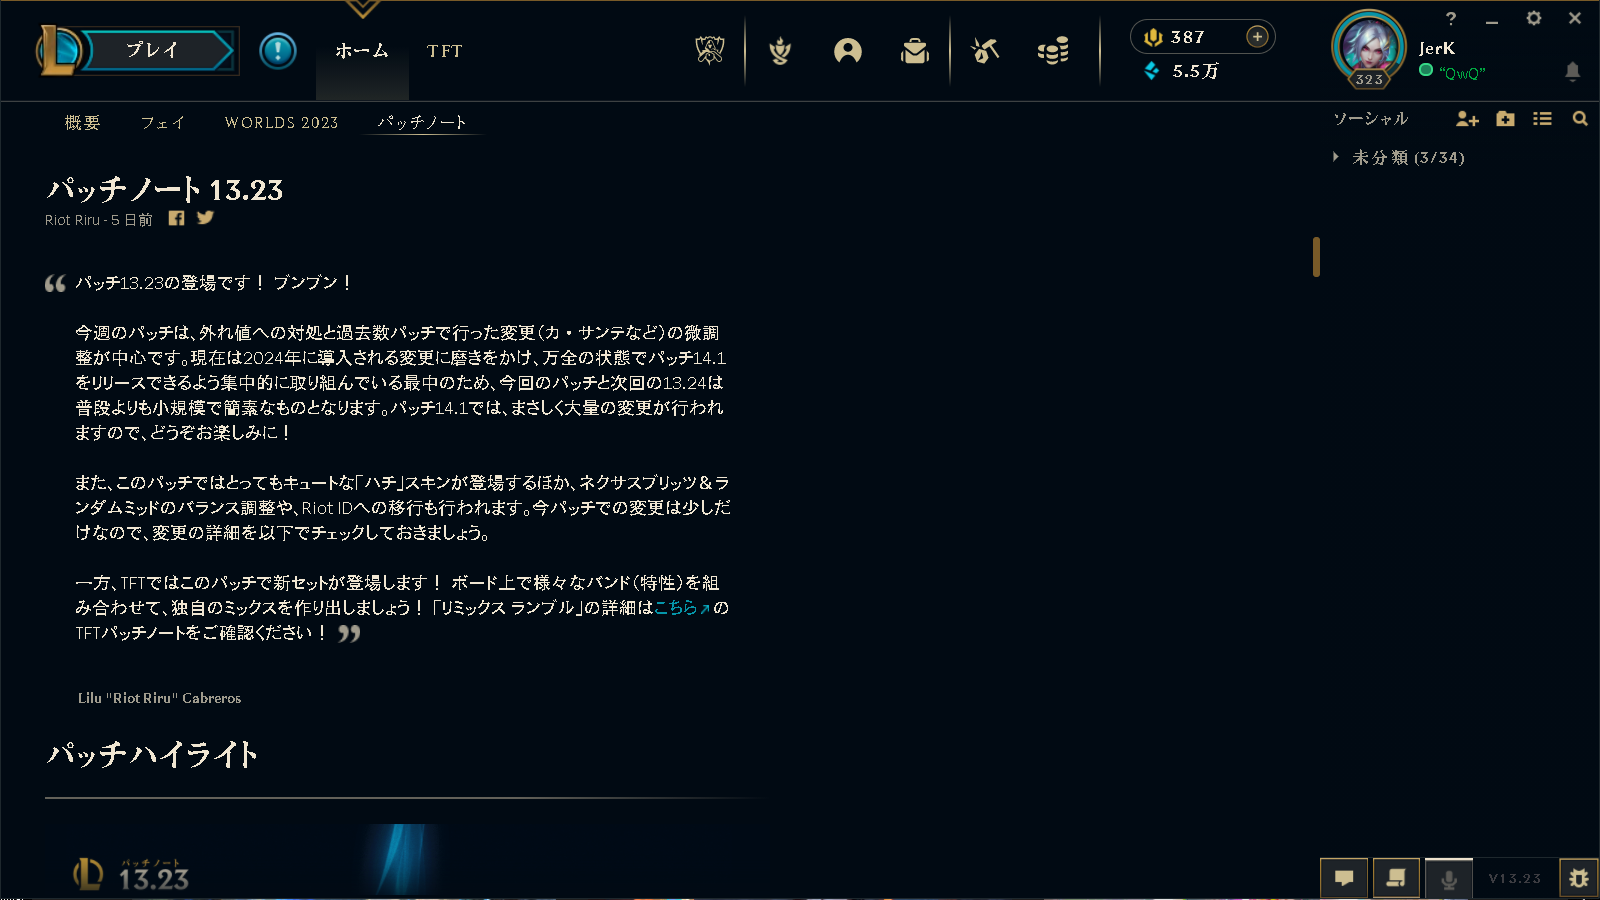 プレイ
ホーム
TFT
387
5.5万
323
JerK
“QwQ”
概要
フェイ
WORLDS 2023
パッチノート
ソーシャル
未分類 (3/34)
パッチノート 13.23
Riot Riru - 5 日前
パッチ13.23の登場です！ ブンブン！
今週のパッチは、外れ値への対処と過去数パッチで行った変更（カ・サンテなど）の微調
整が中心です。現在は2024年に導入される変更に磨きをかけ、万全の状態でパッチ14.1
をリリースできるよう集中的に取り組んでいる最中のため、今回のパッチと次回の13.24は
普段よりも小規模で簡素なものとなります。パッチ14.1では、まさしく大量の変更が行われ
ますので、どうぞお楽しみに！
また、このパッチではとってもキュートな「ハチ」スキンが登場するほか、ネクサスブリッツ＆ラ
ンダムミッドのバランス調整や、Riot IDへの移行も行われます。今パッチでの変更は少しだ
けなので、変更の詳細を以下でチェックしておきましょう。
一方、TFTではこのパッチで新セットが登場します！ ボード上で様々なバンド（特性）を組
み合わせて、独自のミックスを作り出しましょう！「リミックス ランブル」の詳細はこちら↗の
TFTパッチノートをご確認ください！
Lilu "Riot Riru" Cabreros
パッチハイライト
パッチノート
13.23
V13.23